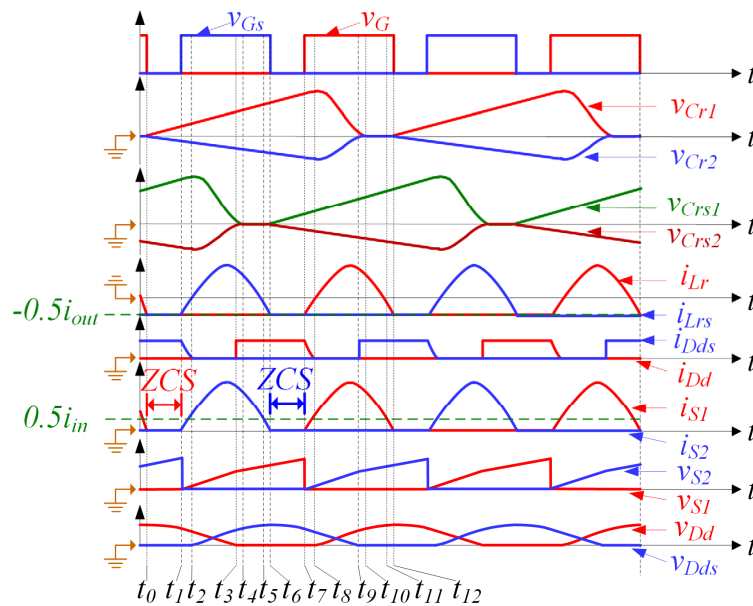 v_Gs v_G t
v_Cr1
t
v_Cr2
t
v_Crs1
v_Crs2
i_Lr t
-0.5i_out i_Lrs
i_Dds t
i_Dd
ZCS ZCS
i_S1
0.5i_in t
i_S2
v_S2 t
v_S1
v_Dd t
v_Dds
t_0 t_1 t_2 t_3 t_4 t_5 t_6 t_7 t_8 t_9 t_10 t_11 t_12